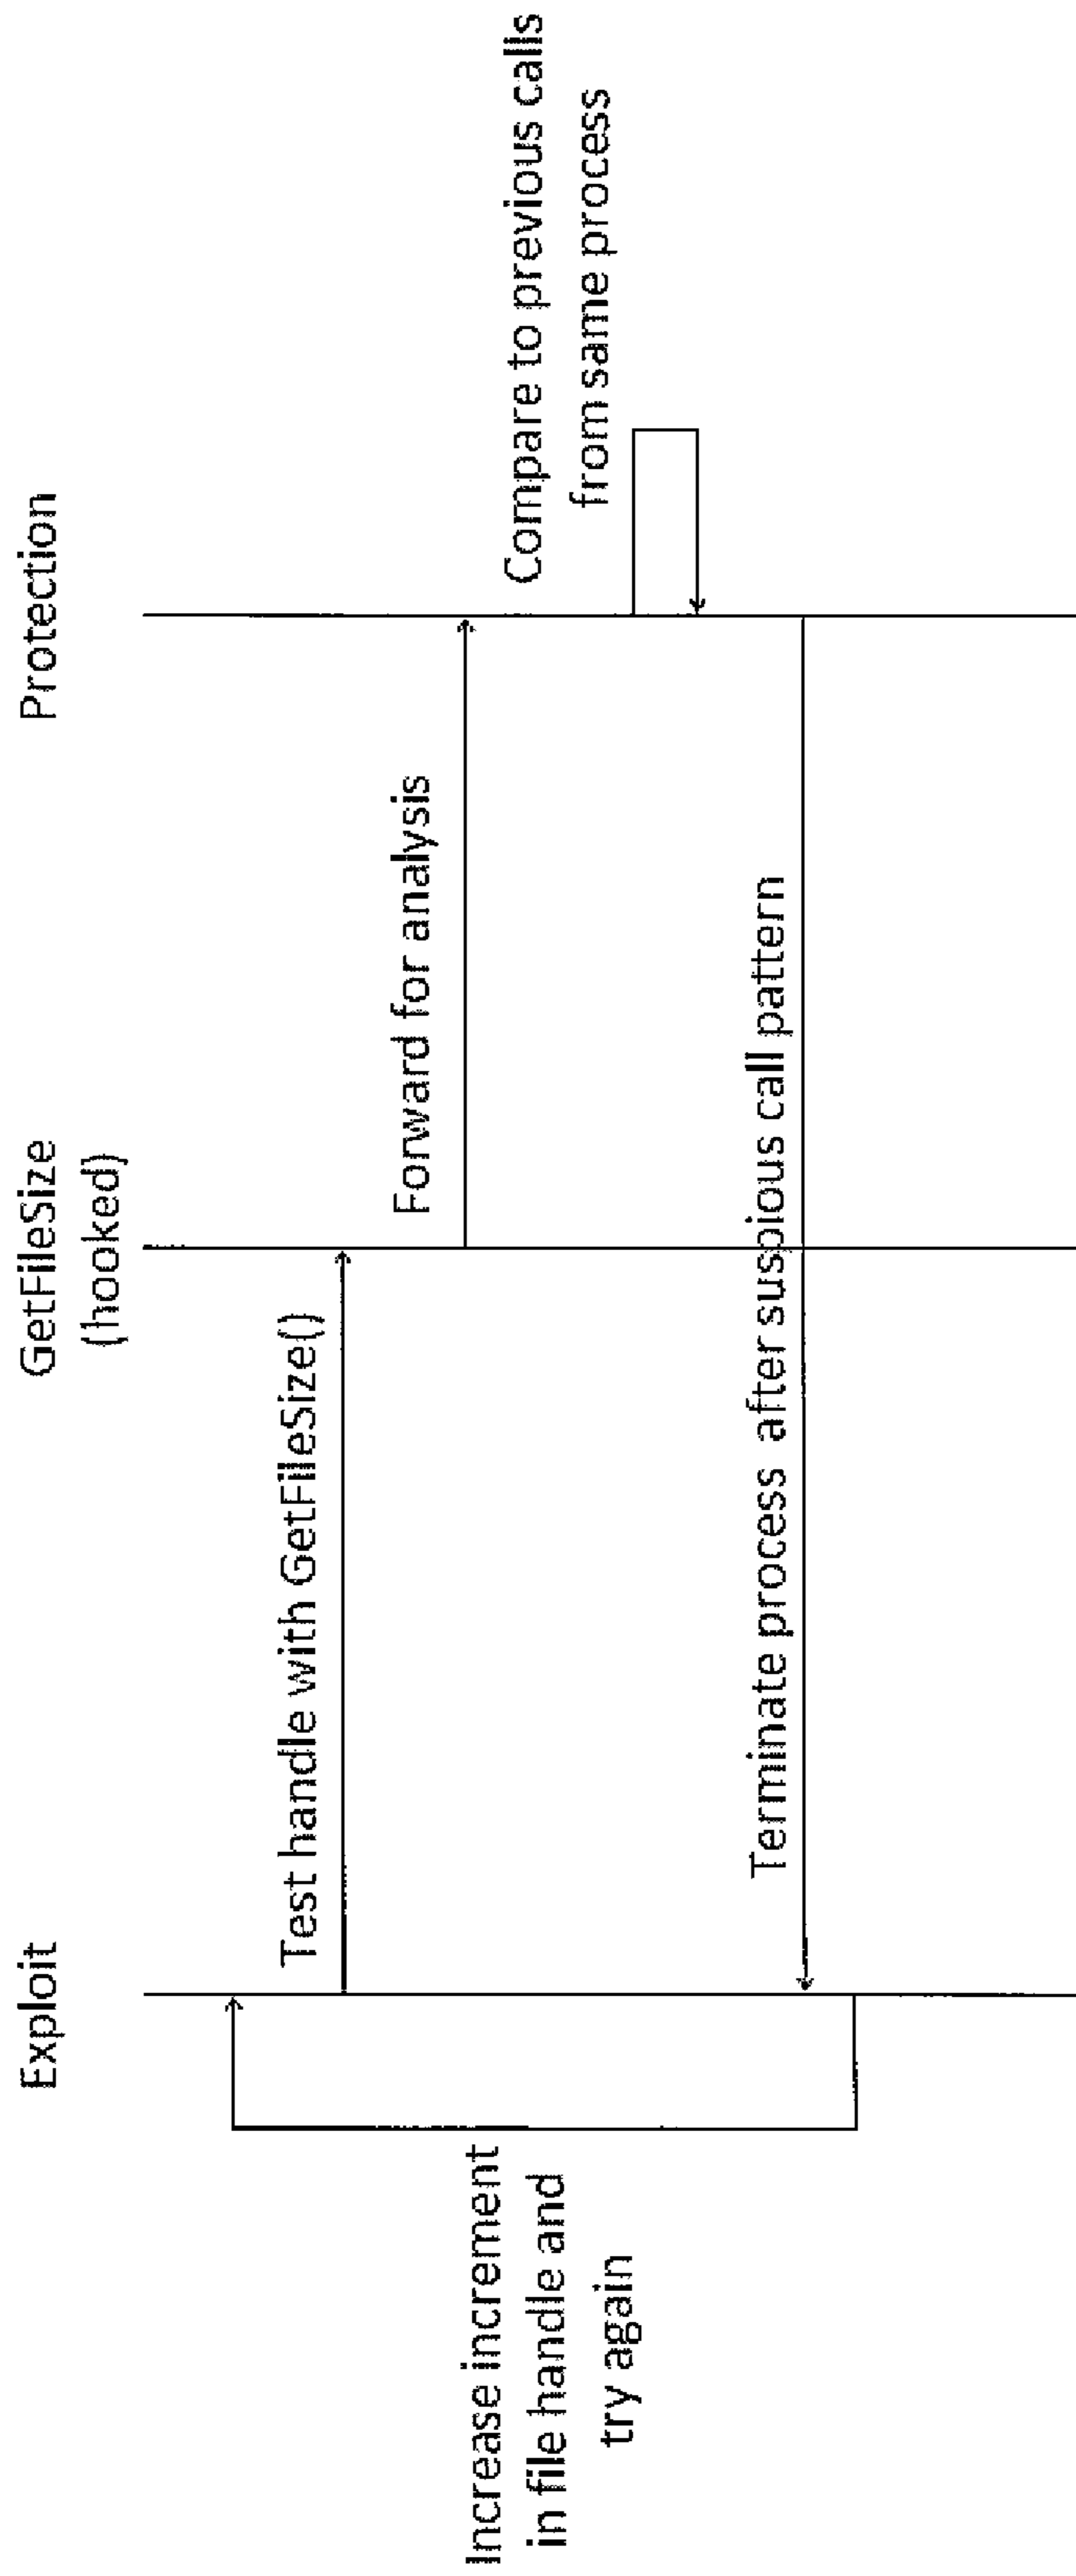 Exploit
GetFileSize
(hooked)
Protection
Test handle with GetFileSize()
Forward for analysis
Increase increment
in file handle and
try again
Compare to previous calls
from same process
Terminate process after suspious call pattern